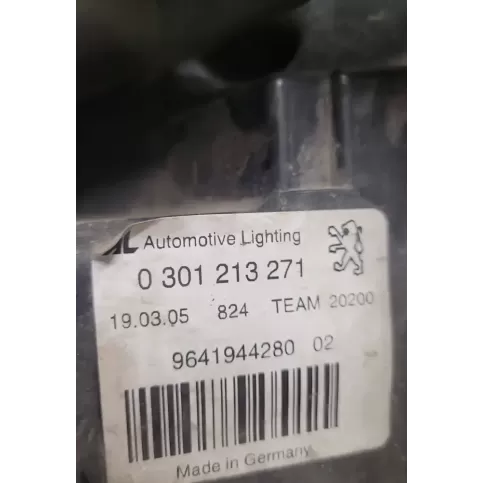 AL Automotive Lighting
0 301 213 271
19.03.05 824 TEAM 20200
9641944280 02
Made in Germany